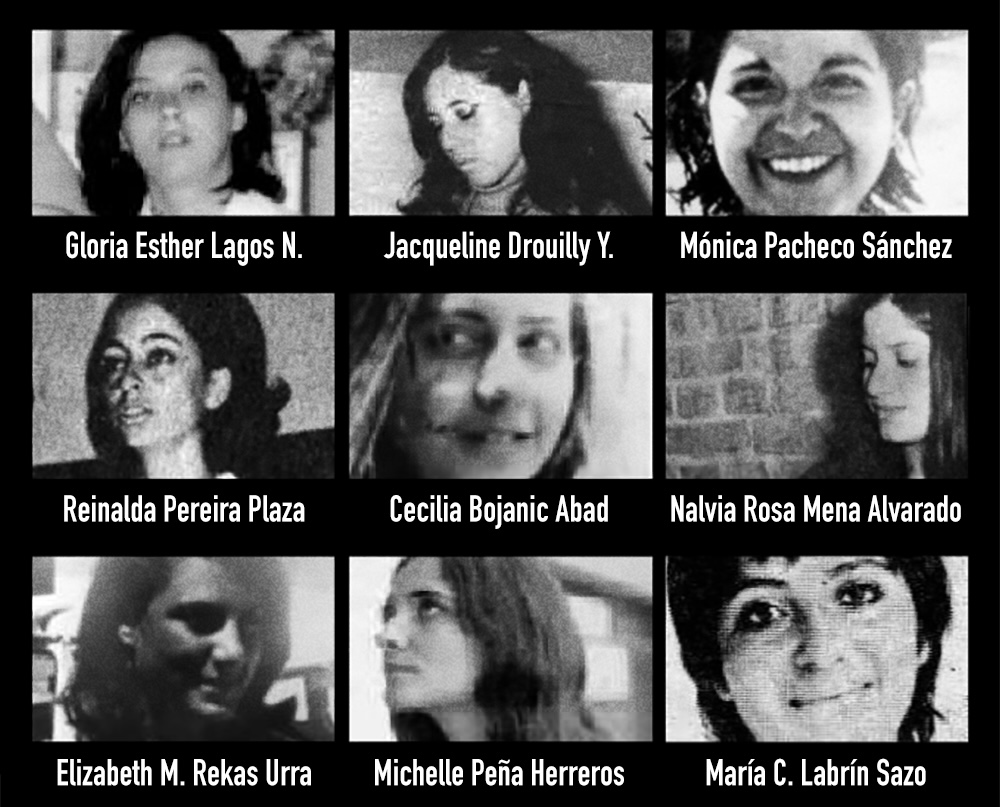 Gloria Esther Lagos N.
Jacqueline Drouilly Y.
Mónica Pacheco Sánchez
Reinalda Pereira Plaza
Cecilia Bojanic Abad
Nalvia Rosa Mena Alvarado
Elizabeth M. Rekas Urra
Michelle Peña Herreros
María C. Labrín Sazo